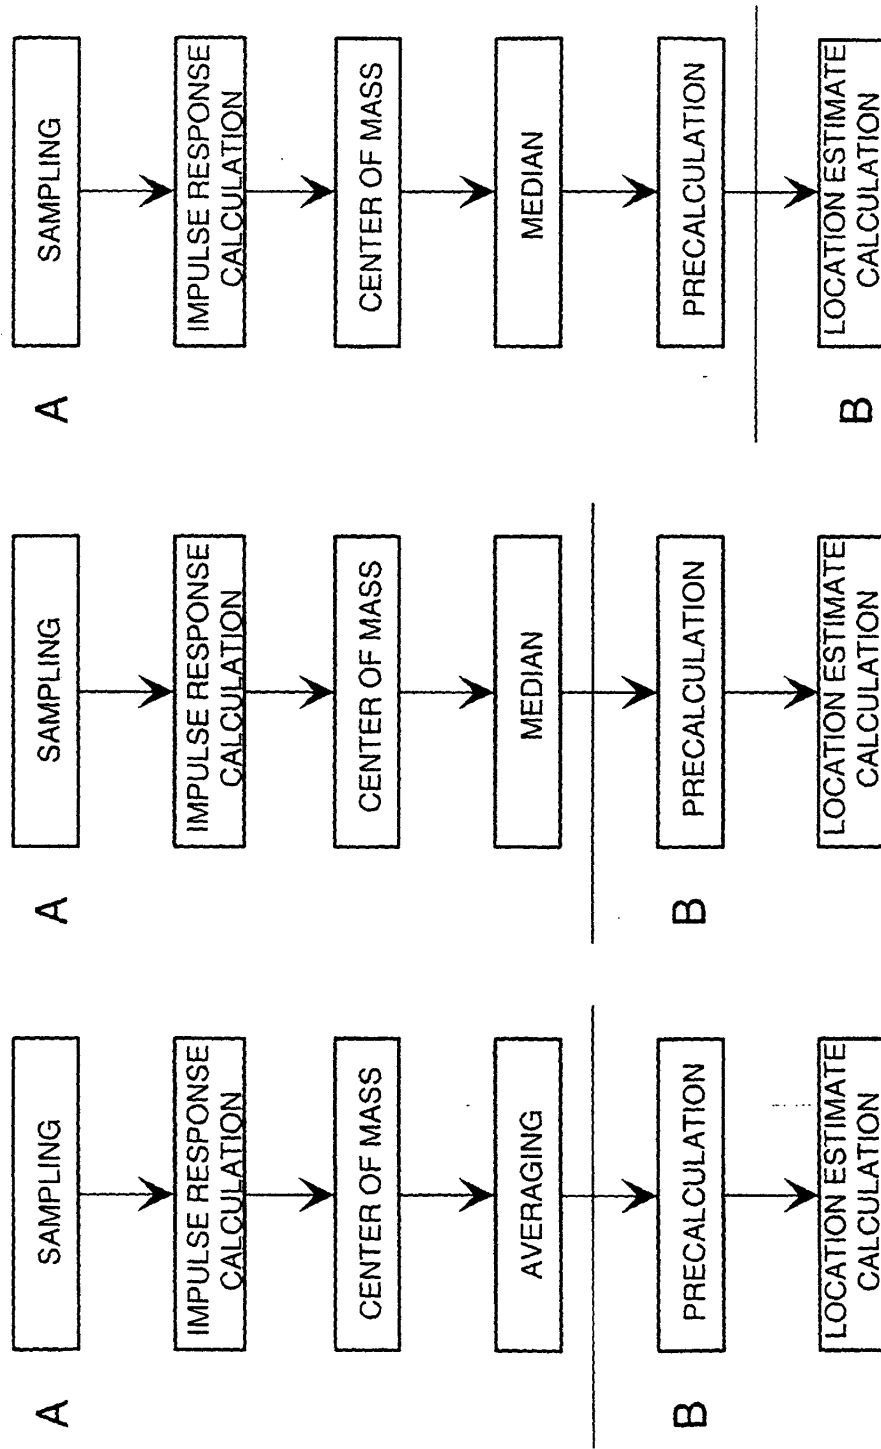 A
SAMPLING
IMPULSE RESPONSE
CALCULATION
CENTER OF MASS
AVERAGING
B
PRECALCULATION
LOCATION ESTIMATE
CALCULATION
A
SAMPLING
IMPULSE RESPONSE
CALCULATION
CENTER OF MASS
MEDIAN
B
PRECALCULATION
LOCATION ESTIMATE
CALCULATION
A
SAMPLING
IMPULSE RESPONSE
CALCULATION
CENTER OF MASS
MEDIAN
PRECALCULATION
B
LOCATION ESTIMATE
CALCULATION